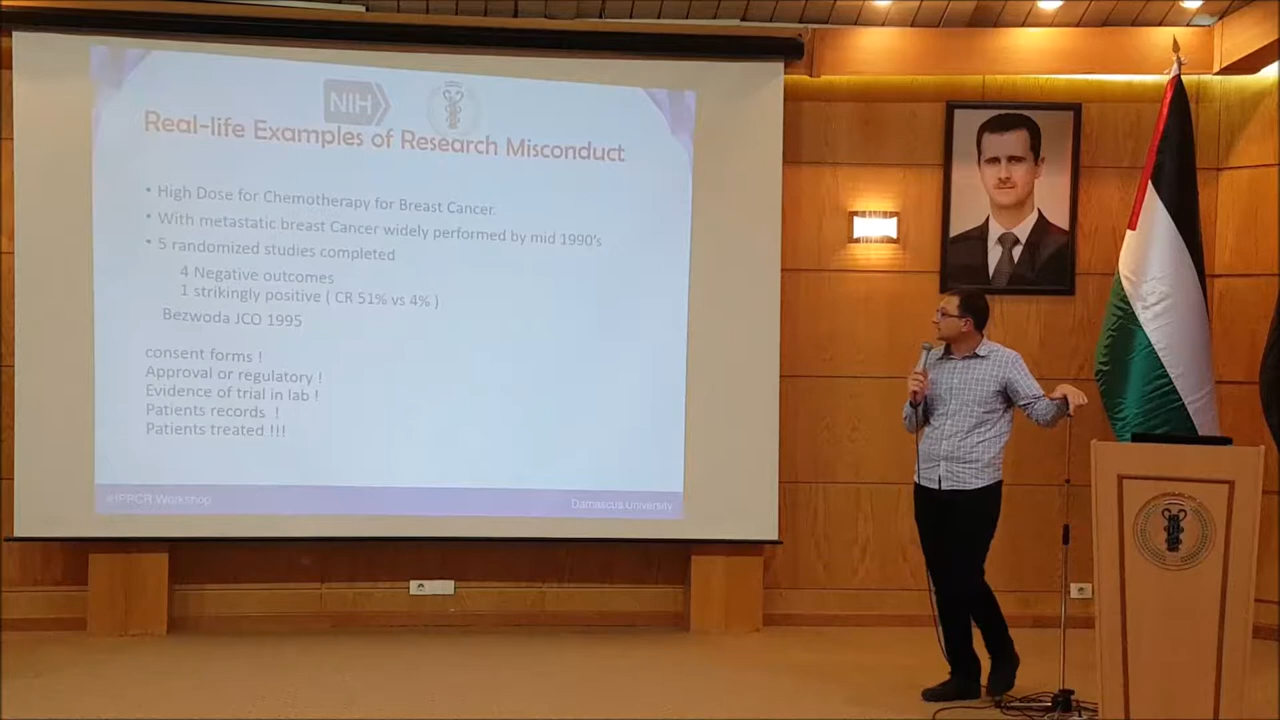 NIH
Real-life Examples of Research Misconduct
• High Dose for Chemotherapy for Breast Cancer.
• With metastatic breast Cancer widely performed by mid 1990's
• 5 randomized studies completed
4 Negative outcomes
1 strikingly positive ( CR 51% vs 4% )
Bezwoda JCO 1995
consent forms !
Approval or regulatory !
Evidence of trial in lab !
Patients records !
Patients treated !!!
#IPPCR Workshop
Damascus University